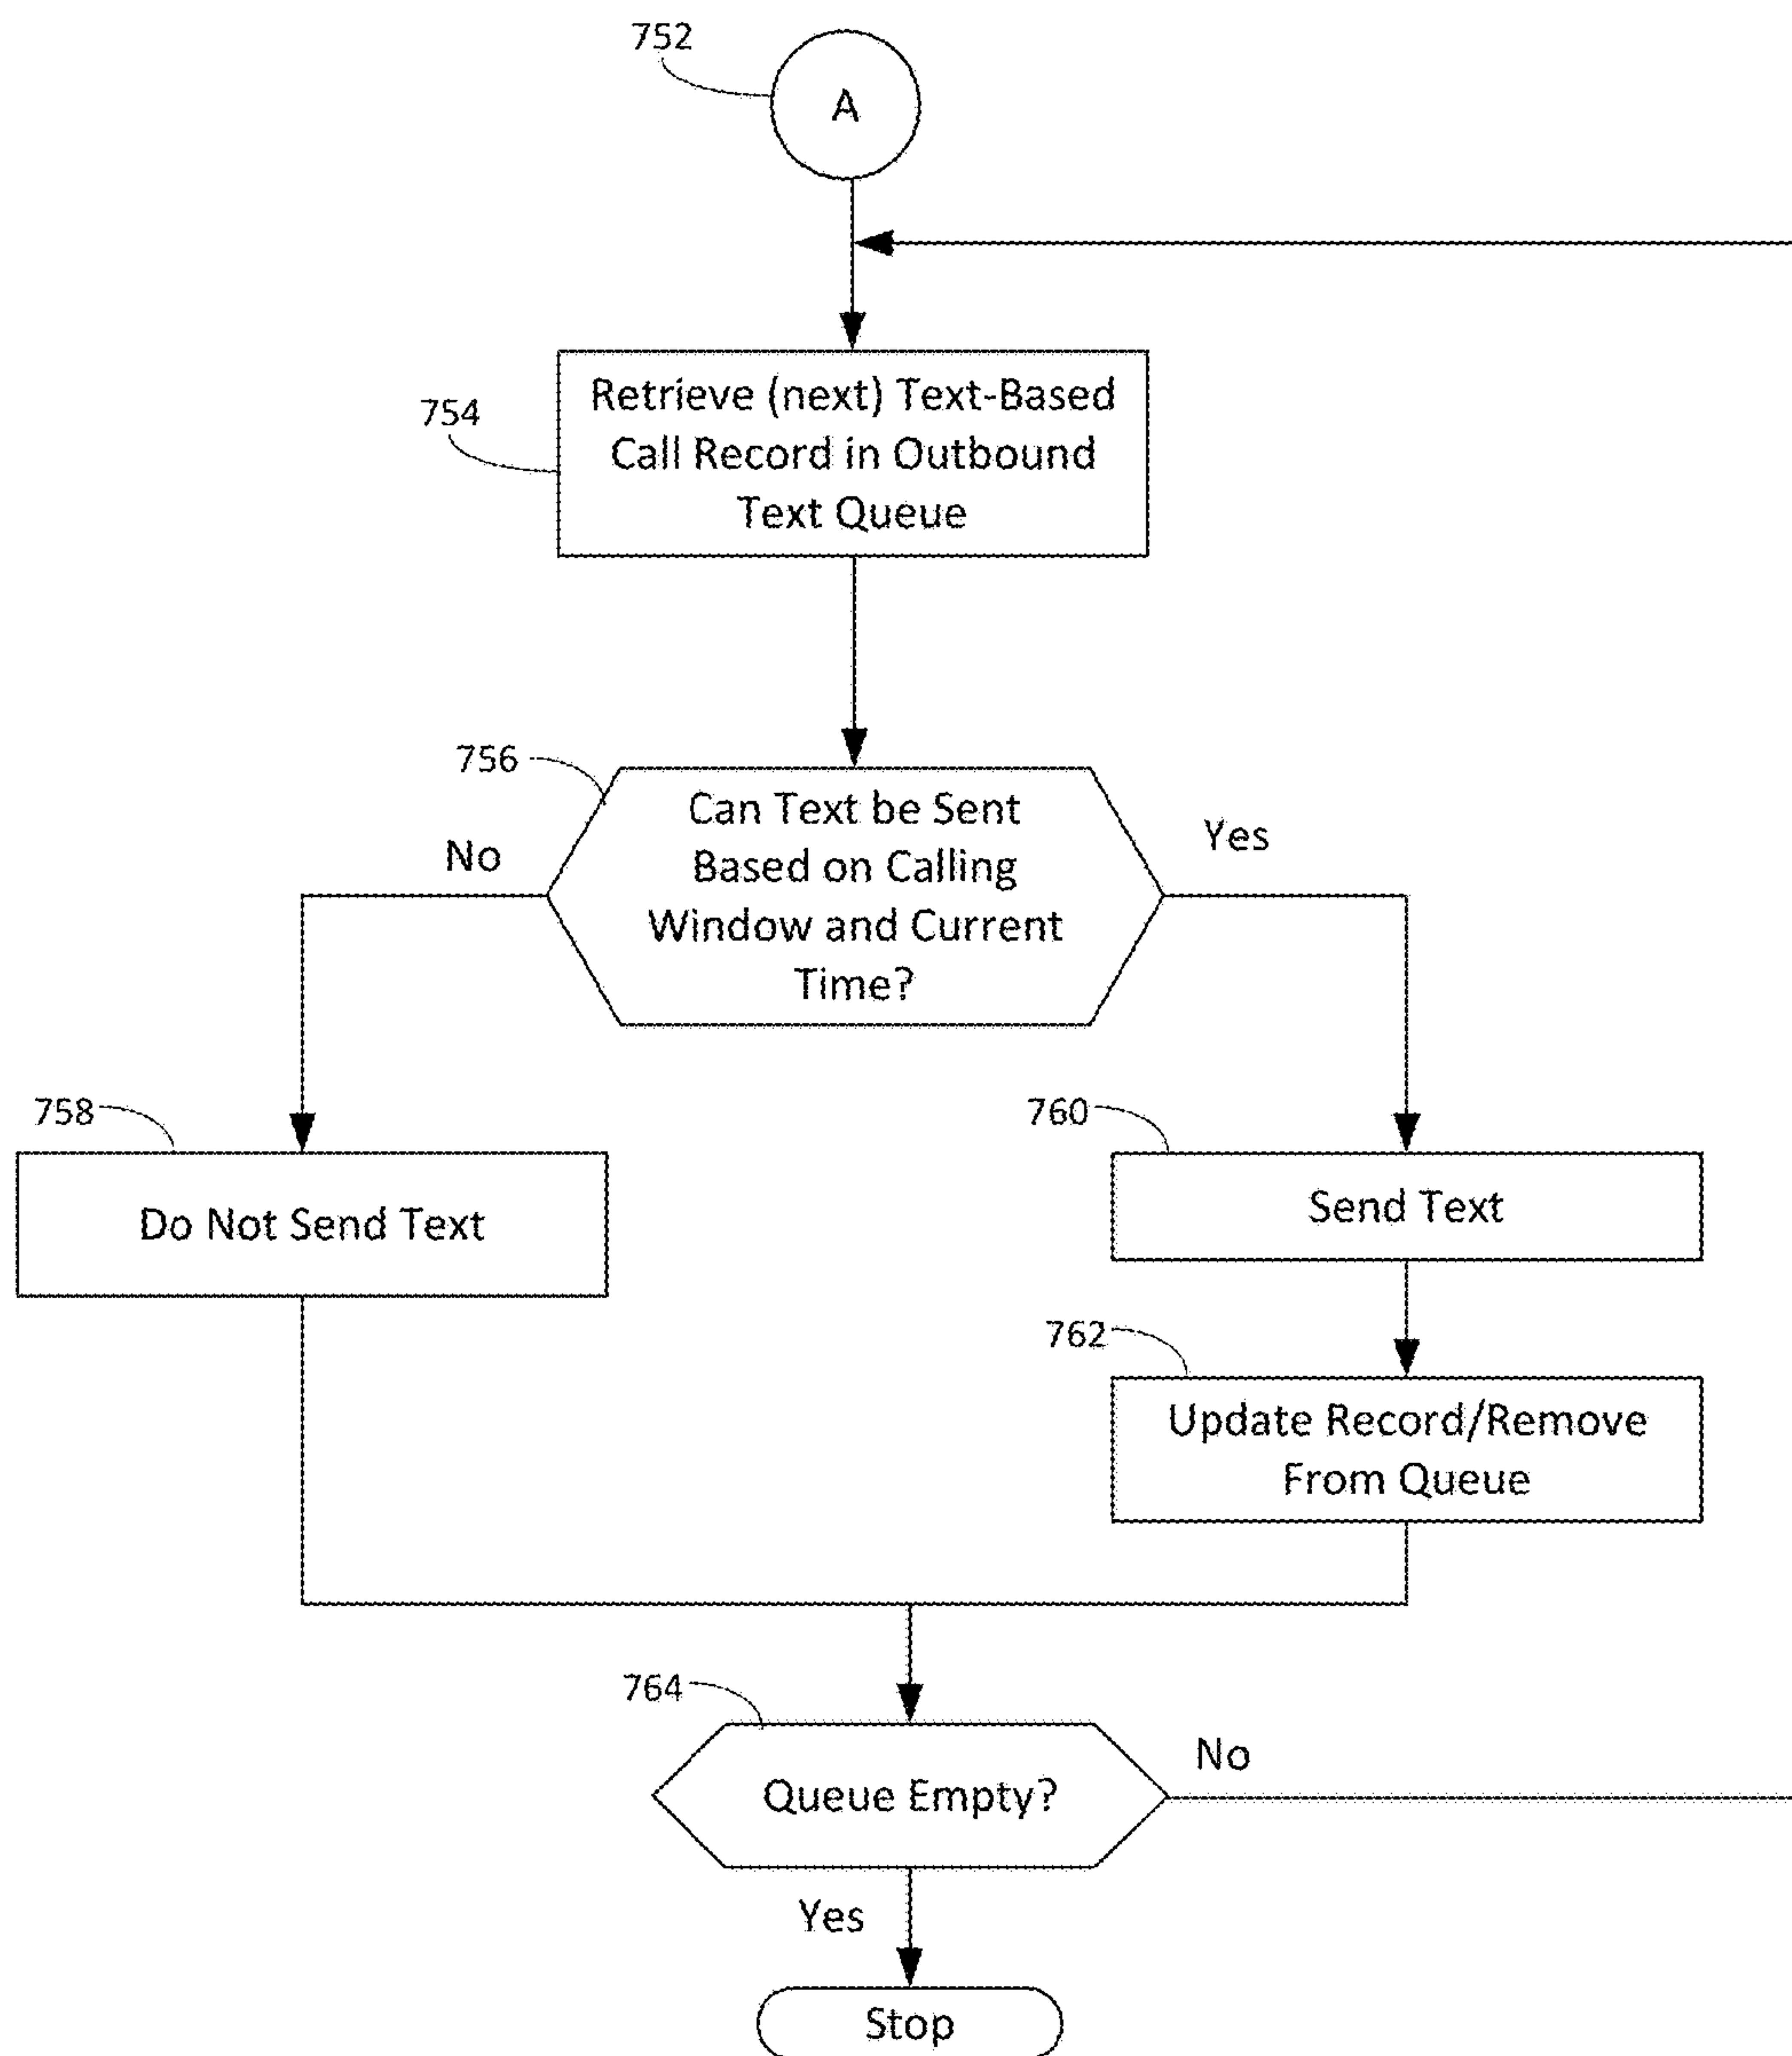 752
A
754
Retrieve (next) Text-Based
Call Record in Outbound
Text Queue
756
Can Text be Sent
Based on Calling
Window and Current
Time?
No
Yes
758
Do Not Send Text
760
Send Text
762
Update Record/Remove
From Queue
764
Queue Empty?
No
Yes
Stop